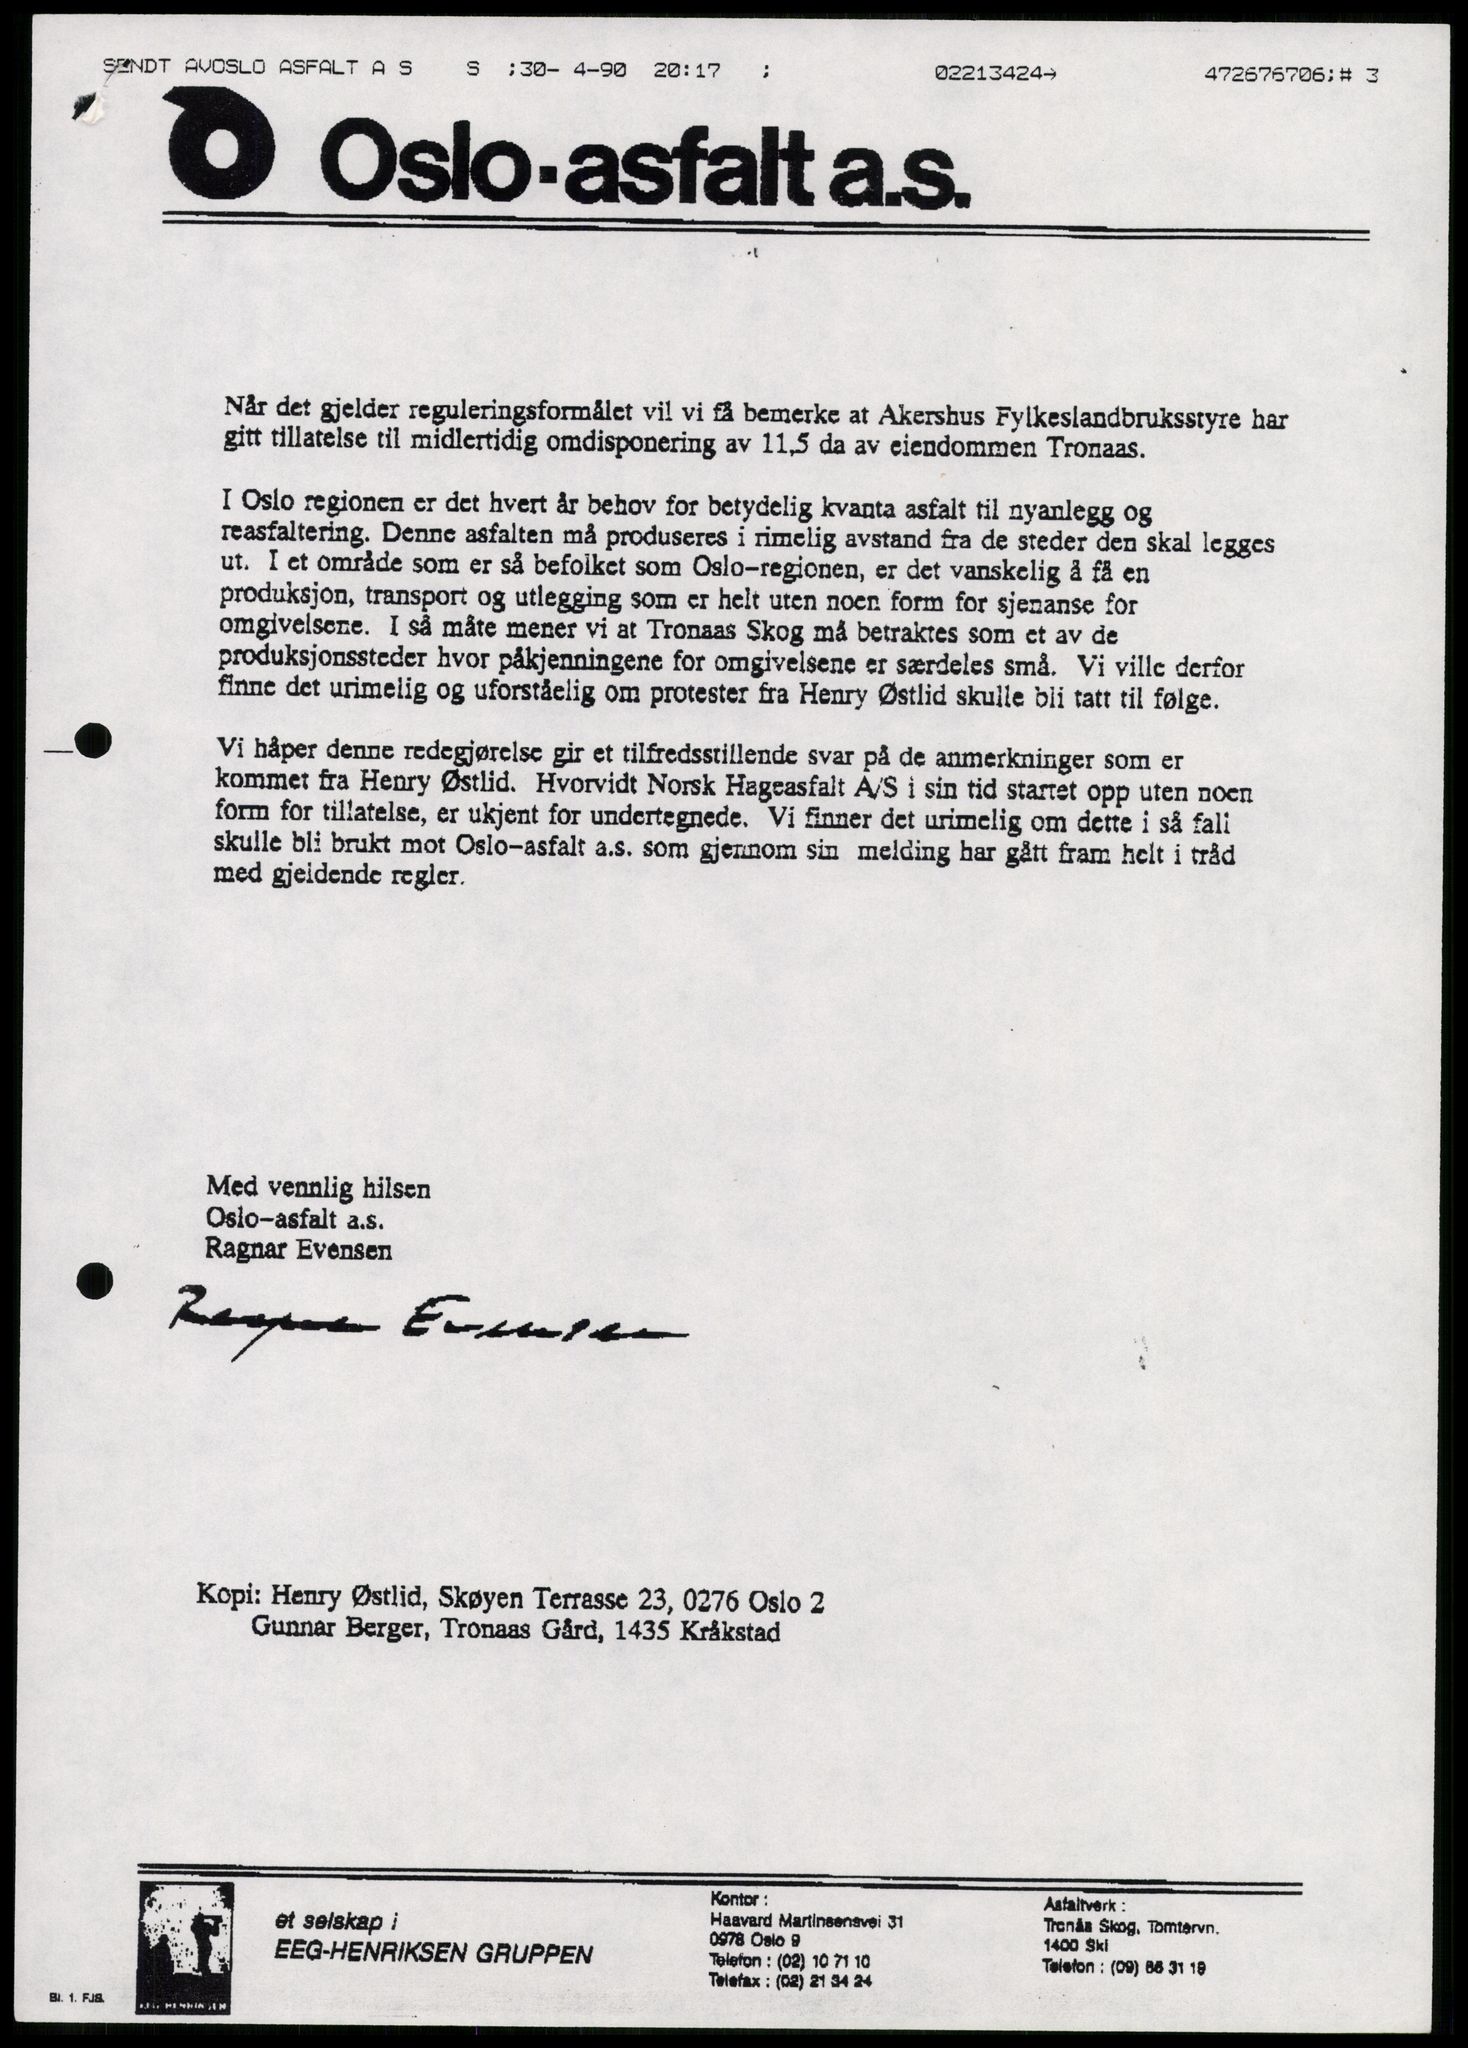 SENDT AVOSLO ASFALT A S    S ;30- 4-90 20:17 ;    02213424→    472676706;# 3
Oslo-asfalt a.s.
Når det gjelder reguleringsformålet vil vi få bemerke at Akershus Fylkeslandbruksstyre har
gitt tillatelse til midlertidig omdisponering av 11,5 da av eiendommen Tronaas.
I Oslo regionen er det hvert år behov for betydelig kvanta asfalt til nyanlegg og
reasfaltering. Denne asfalten må produseres i rimelig avstand fra de steder den skal legges
ut. I et område som er så befolket som Oslo-regionen, er det vanskelig å få en
produksjon, transport og utlegging som er helt uten noen form for sjenanse for
omgivelsene. I så måte mener vi at Tronaas Skog må betraktes som et av de
produksjonssteder hvor påkjenningene for omgivelsene er særdeles små. Vi ville derfor
finne det urimelig og uforståelig om protester fra Henry Østlid skulle bli tatt til følge.
Vi håper denne redegjørelse gir et tilfredsstillende svar på de anmerkninger som er
kommet fra Henry Østlid. Hvorvidt Norsk Hageasfalt A/S i sin tid startet opp uten noen
form for tillatelse, er ukjent for undertegnede. Vi finner det urimelig om dette i så fall
skulle bli brukt mot Oslo-asfalt a.s. som gjennom sin melding har gått fram helt i tråd
med gjeldende regler.
Med vennlig hilsen
Oslo-asfalt a.s.
Ragnar Evensen
Ragnar Evensen
Kopi: Henry Østlid, Skøyen Terrasse 23, 0276 Oslo 2
Gunnar Berger, Tronaas Gård, 1435 Kråkstad
et selskap i
EEG-HENRIKSEN GRUPPEN
Kontor :
Haavard Martinsensvei 31
0978 Oslo 9
Telefon : (02) 10 71 10
Telefax : (02) 21 34 24
Asfaltverk :
Tronås Skog, Tomtervn.
1400 Ski
Telefon : (09)
EEG-HENRIKSEN
Bl. 1. FJS.